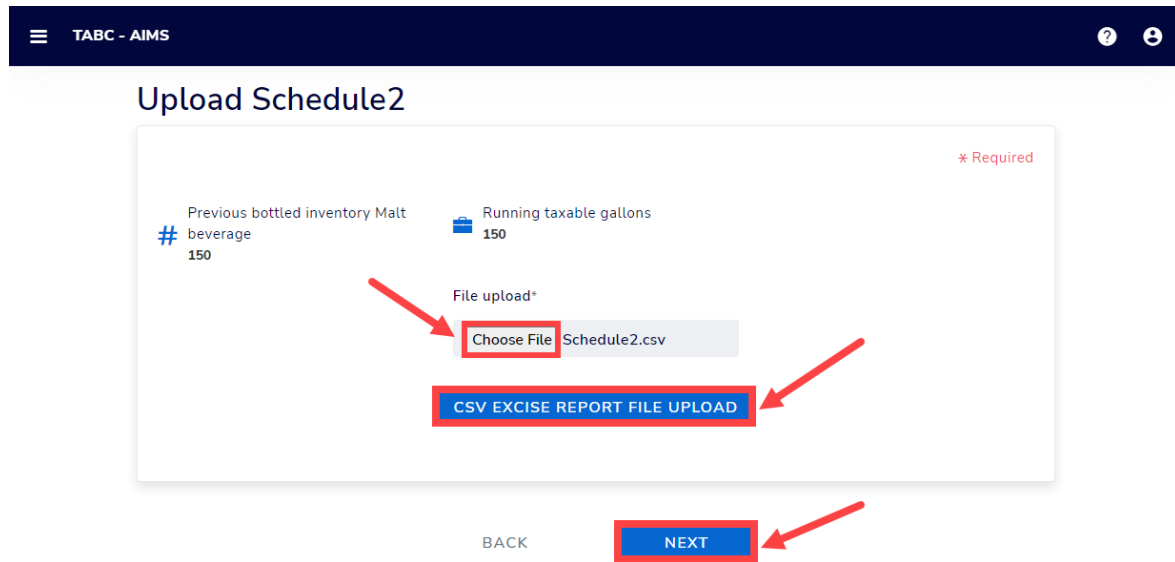 TABC - AIMS
Upload Schedule2
* Required
Previous bottled inventory Malt
beverage
150
Running taxable gallons
150
File upload*
Choose File Schedule2.csv
CSV EXCISE REPORT FILE UPLOAD
BACK
NEXT